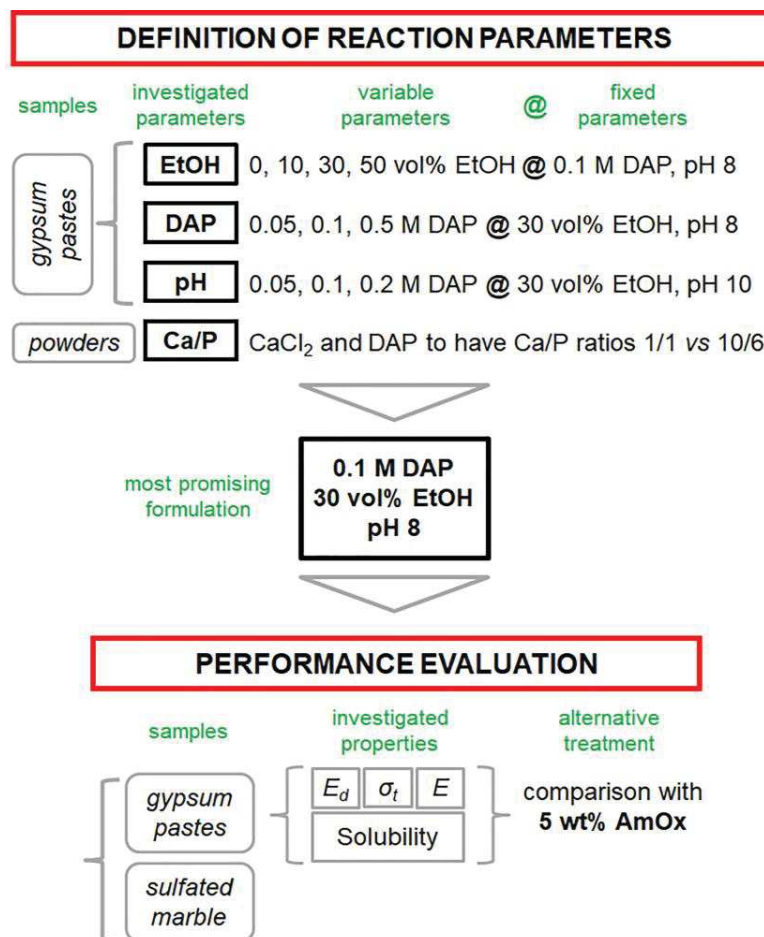 DEFINITION OF REACTION PARAMETERS
samples
investigated
parameters
variable
parameters
@
fixed
parameters
gypsum
pastes
EtOH 0, 10, 30, 50 vol% EtOH @ 0.1 M DAP, pH 8
DAP 0.05, 0.1, 0.5 M DAP @ 30 vol% EtOH, pH 8
pH 0.05, 0.1, 0.2 M DAP @ 30 vol% EtOH, pH 10
powders Ca/P CaCl₂ and DAP to have Ca/P ratios 1/1 vs 10/6
most promising
formulation
0.1 M DAP
30 vol% EtOH
pH 8
PERFORMANCE EVALUATION
samples
investigated
properties
alternative
treatment
gypsum
pastes
sulfated
marble
E_d σ_t E
Solubility
comparison with
5 wt% AmOx